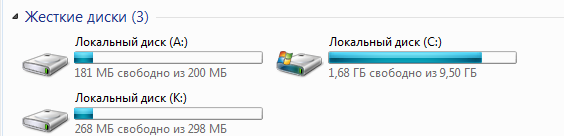 Жесткие диски (3)
Локальный диск (A:)
181 МБ свободно из 200 МБ
Локальный диск (C:)
1,68 ГБ свободно из 9,50 ГБ
Локальный диск (K:)
268 МБ свободно из 298 МБ